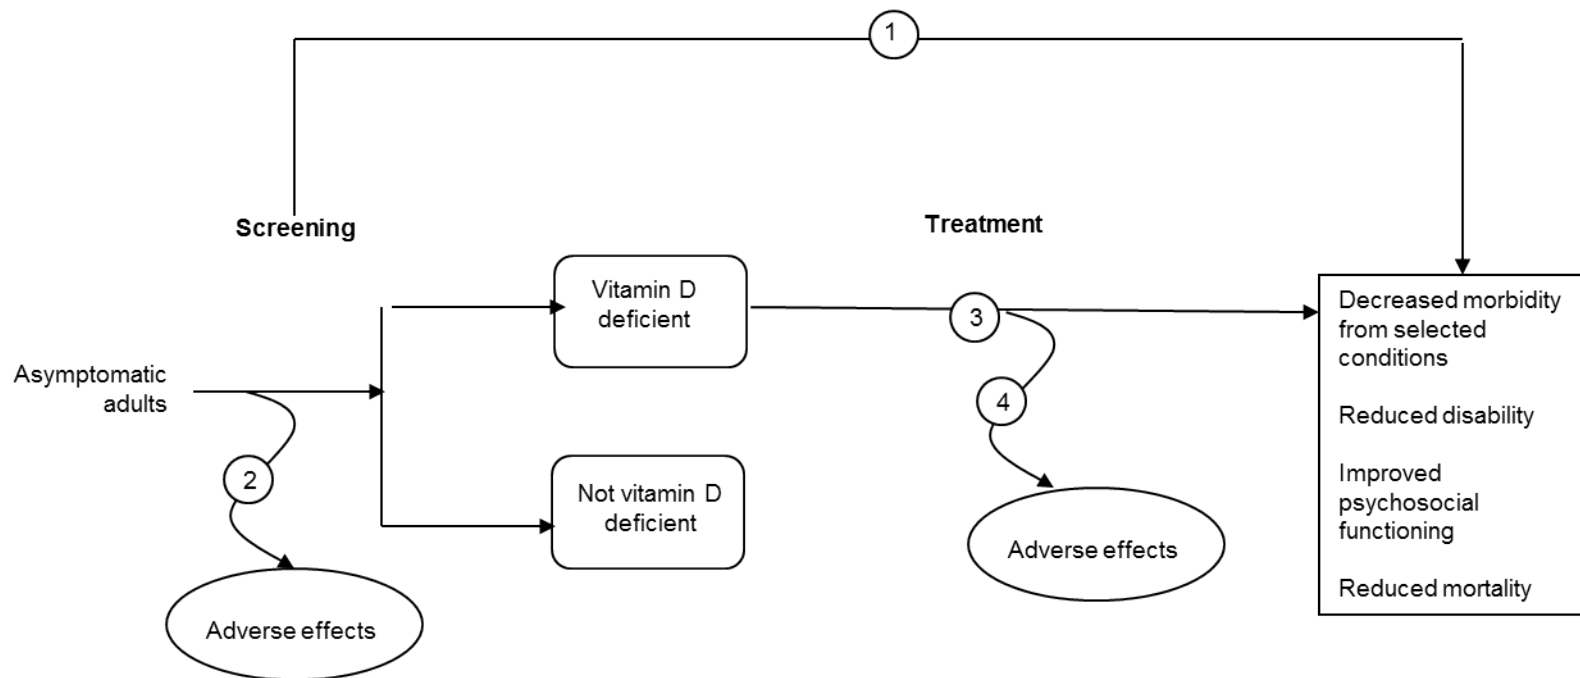 1
Screening
Treatment
Vitamin D
deficient
3
Decreased morbidity
from selected
conditions
Asymptomatic
adults
4
Reduced disability
2
Not vitamin D
deficient
Improved
psychosocial
functioning
Adverse effects
Reduced mortality
Adverse effects